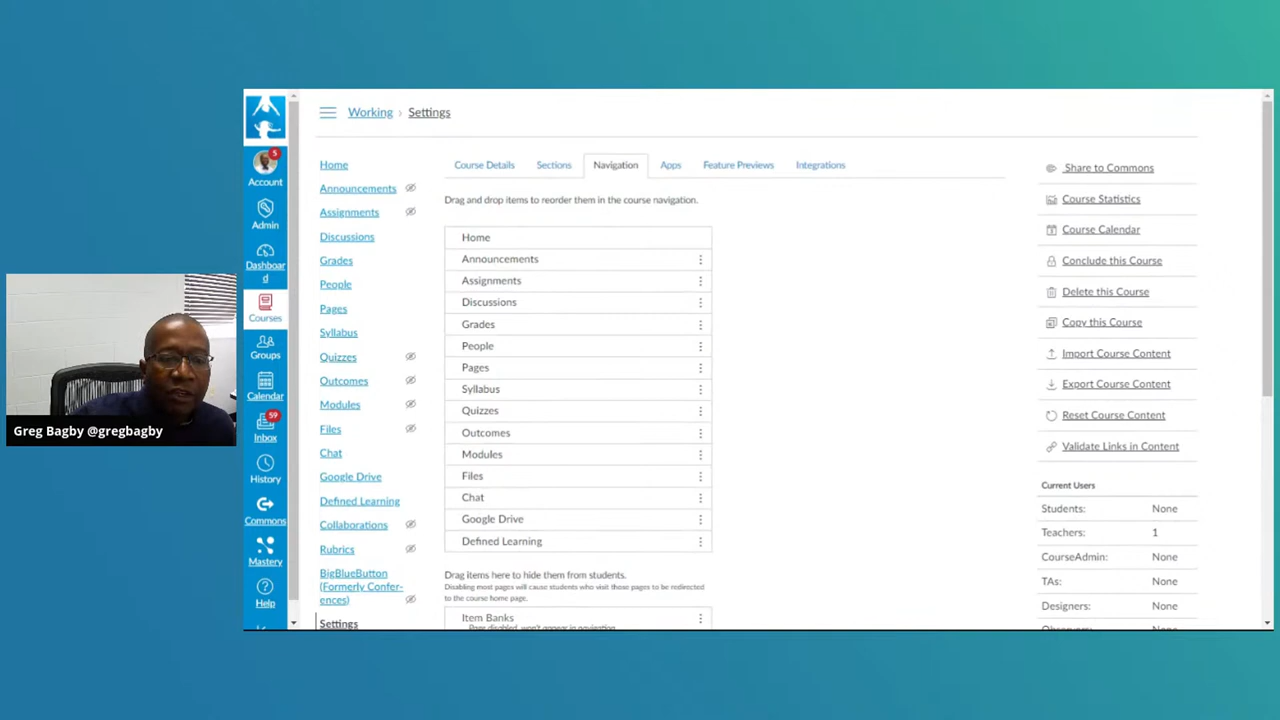 Working › Settings
5
Account
Admin
Dashboar
d
Courses
Groups
Calendar
59
Inbox
History
Commons
Mastery
Help
Home
Announcements
Assignments
Discussions
Grades
People
Pages
Syllabus
Quizzes
Outcomes
Modules
Files
Chat
Google Drive
Defined Learning
Collaborations
Rubrics
BigBlueButton
(Formerly Confer-
ences)
Settings
Course Details Sections Navigation Apps Feature Previews Integrations
Drag and drop items to reorder them in the course navigation.
Home
Announcements
Assignments
Discussions
Grades
People
Pages
Syllabus
Quizzes
Outcomes
Modules
Files
Chat
Google Drive
Defined Learning
Drag items here to hide them from students.
Disabling most pages will cause students who visit those pages to be redirected
to the course home page.
Item Banks
Page disabled, won't appear in navigation
Share to Commons
Course Statistics
Course Calendar
Conclude this Course
Delete this Course
Copy this Course
Import Course Content
Export Course Content
Reset Course Content
Validate Links in Content
Current Users
Students: None
Teachers: 1
CourseAdmin: None
TAs: None
Designers: None
Greg Bagby @gregbagby